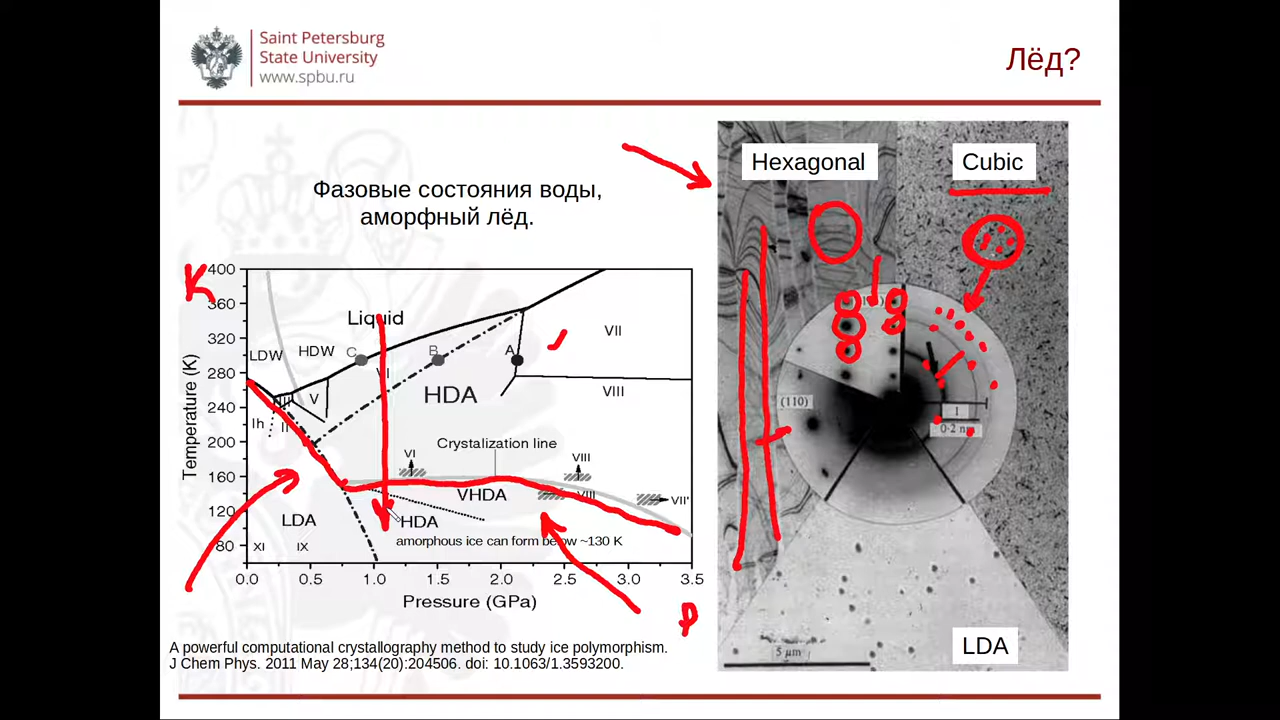 Saint Petersburg
State University
www.spbu.ru
Лёд?
Фазовые состояния воды,
аморфный лёд.
K
400
360
320
280
240
200
160
120
80
Temperature (K)
Liquid
LDW
HDW
C
B
A
VI
VII
VIII
V
HDA
Ih
II
Crystalization line
VI
VIII
VHDA
VIII
VII'
LDA
HDA
amorphous ice can form below ~130 K
XI
IX
0.0 0.5 1.0 1.5 2.0 2.5 3.0 3.5
Pressure (GPa)
P
A powerful computational crystallography method to study ice polymorphism.
J Chem Phys. 2011 May 28;134(20):204506. doi: 10.1063/1.3593200.
Hexagonal
Cubic
(110)
1
0·2 nm
5 µm
LDA